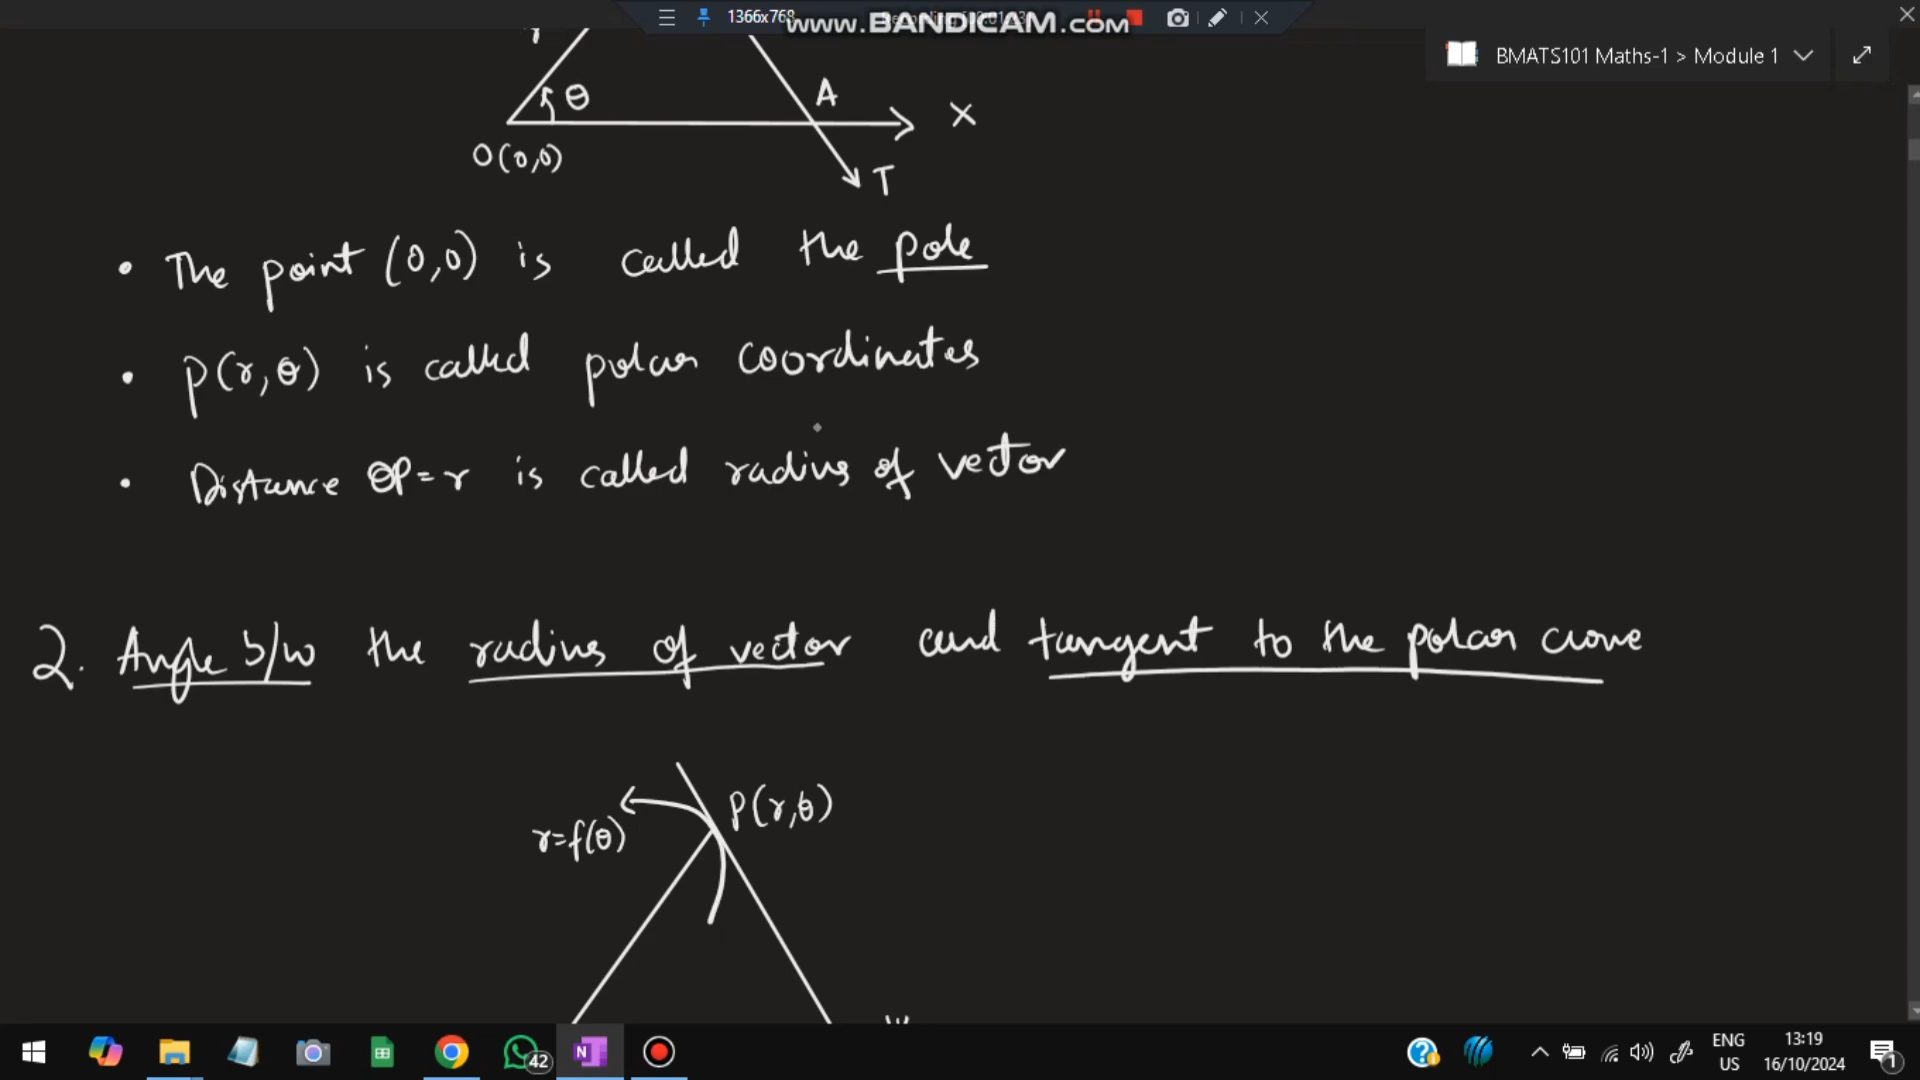 1366x768
www.BANDICAM.com
BMATS101 Maths-1 > Module 1
θ
A
X
O(0,0)
T
• The point (0,0) is called the pole
• P(r,θ) is called polar coordinates
• Distance OP=r is called radius of vector
2. Angle b/w the radius of vector and tangent to the polar curve
P(r,θ)
r=f(θ)
42
N
ENG
US
13:19
16/10/2024
1